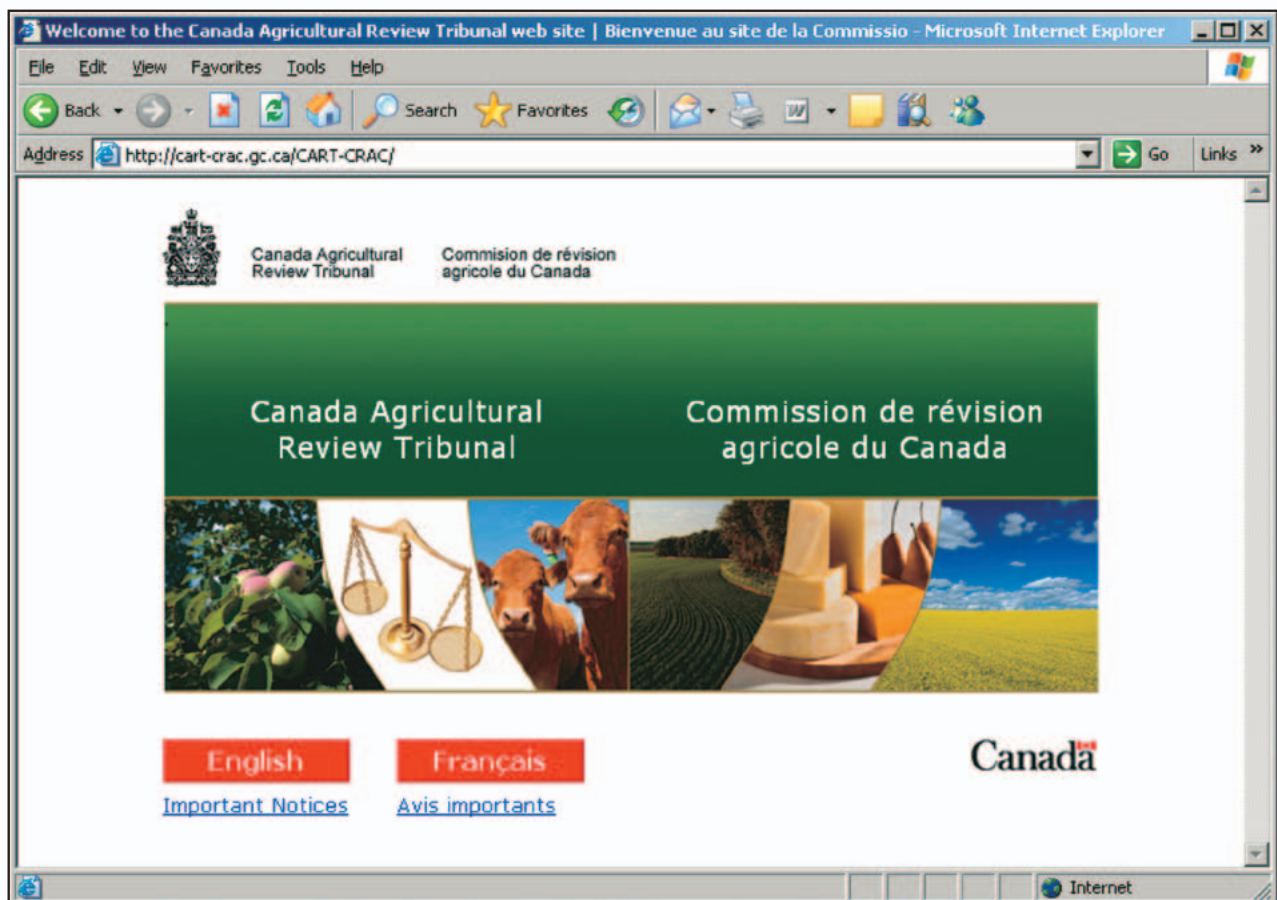 Welcome to the Canada Agricultural Review Tribunal web site | Bienvenue au site de la Commissio - Microsoft Internet Explorer
File Edit View Favorites Tools Help
Back Search Favorites
Address http://cart-crac.gc.ca/CART-CRAC/ Go Links »
Canada Agricultural
Review Tribunal
Commision de révision
agricole du Canada
Canada Agricultural
Review Tribunal
Commission de révision
agricole du Canada
English Français
Important Notices Avis importants
Canada
Internet